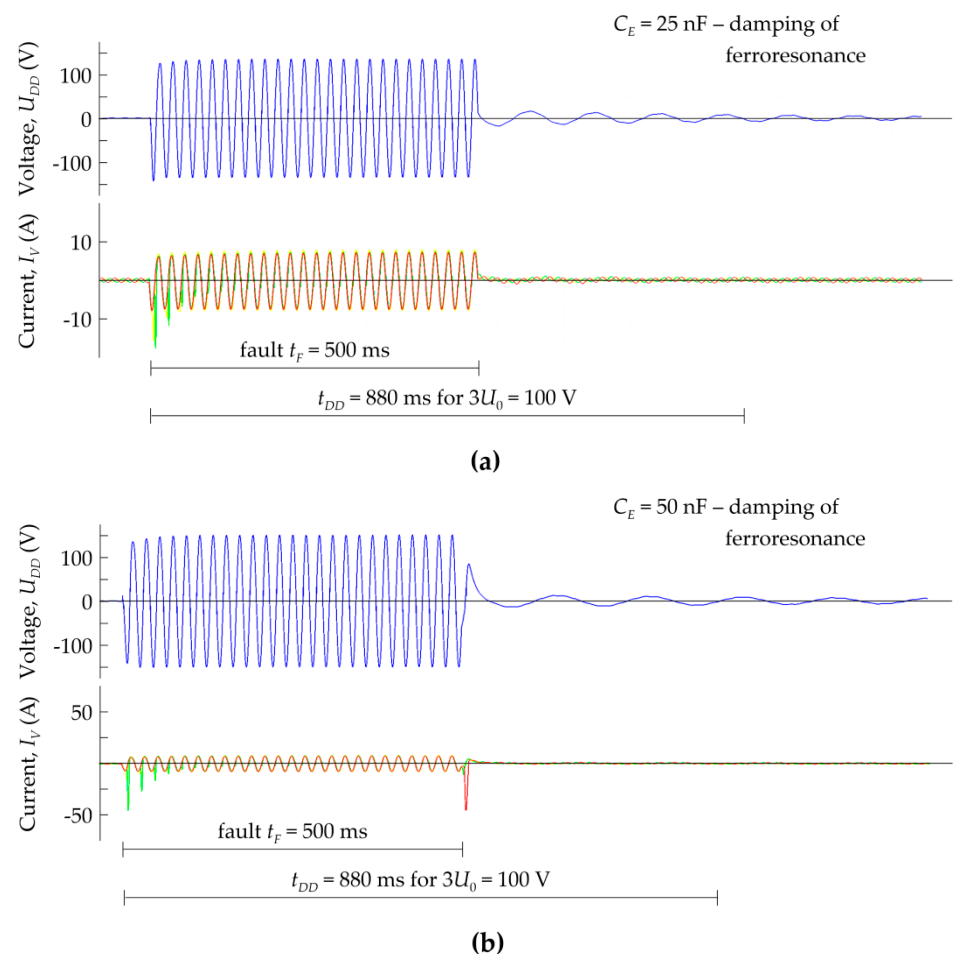 C_E = 25 nF – damping of
ferroresonance
Voltage, U_DD (V)
100
0
-100
Current, I_V (A)
10
0
-10
fault t_F = 500 ms
t_DD = 880 ms for 3U_0 = 100 V
(a)
C_E = 50 nF – damping of
ferroresonance
Voltage, U_DD (V)
100
0
-100
Current, I_V (A)
50
0
-50
fault t_F = 500 ms
t_DD = 880 ms for 3U_0 = 100 V
(b)